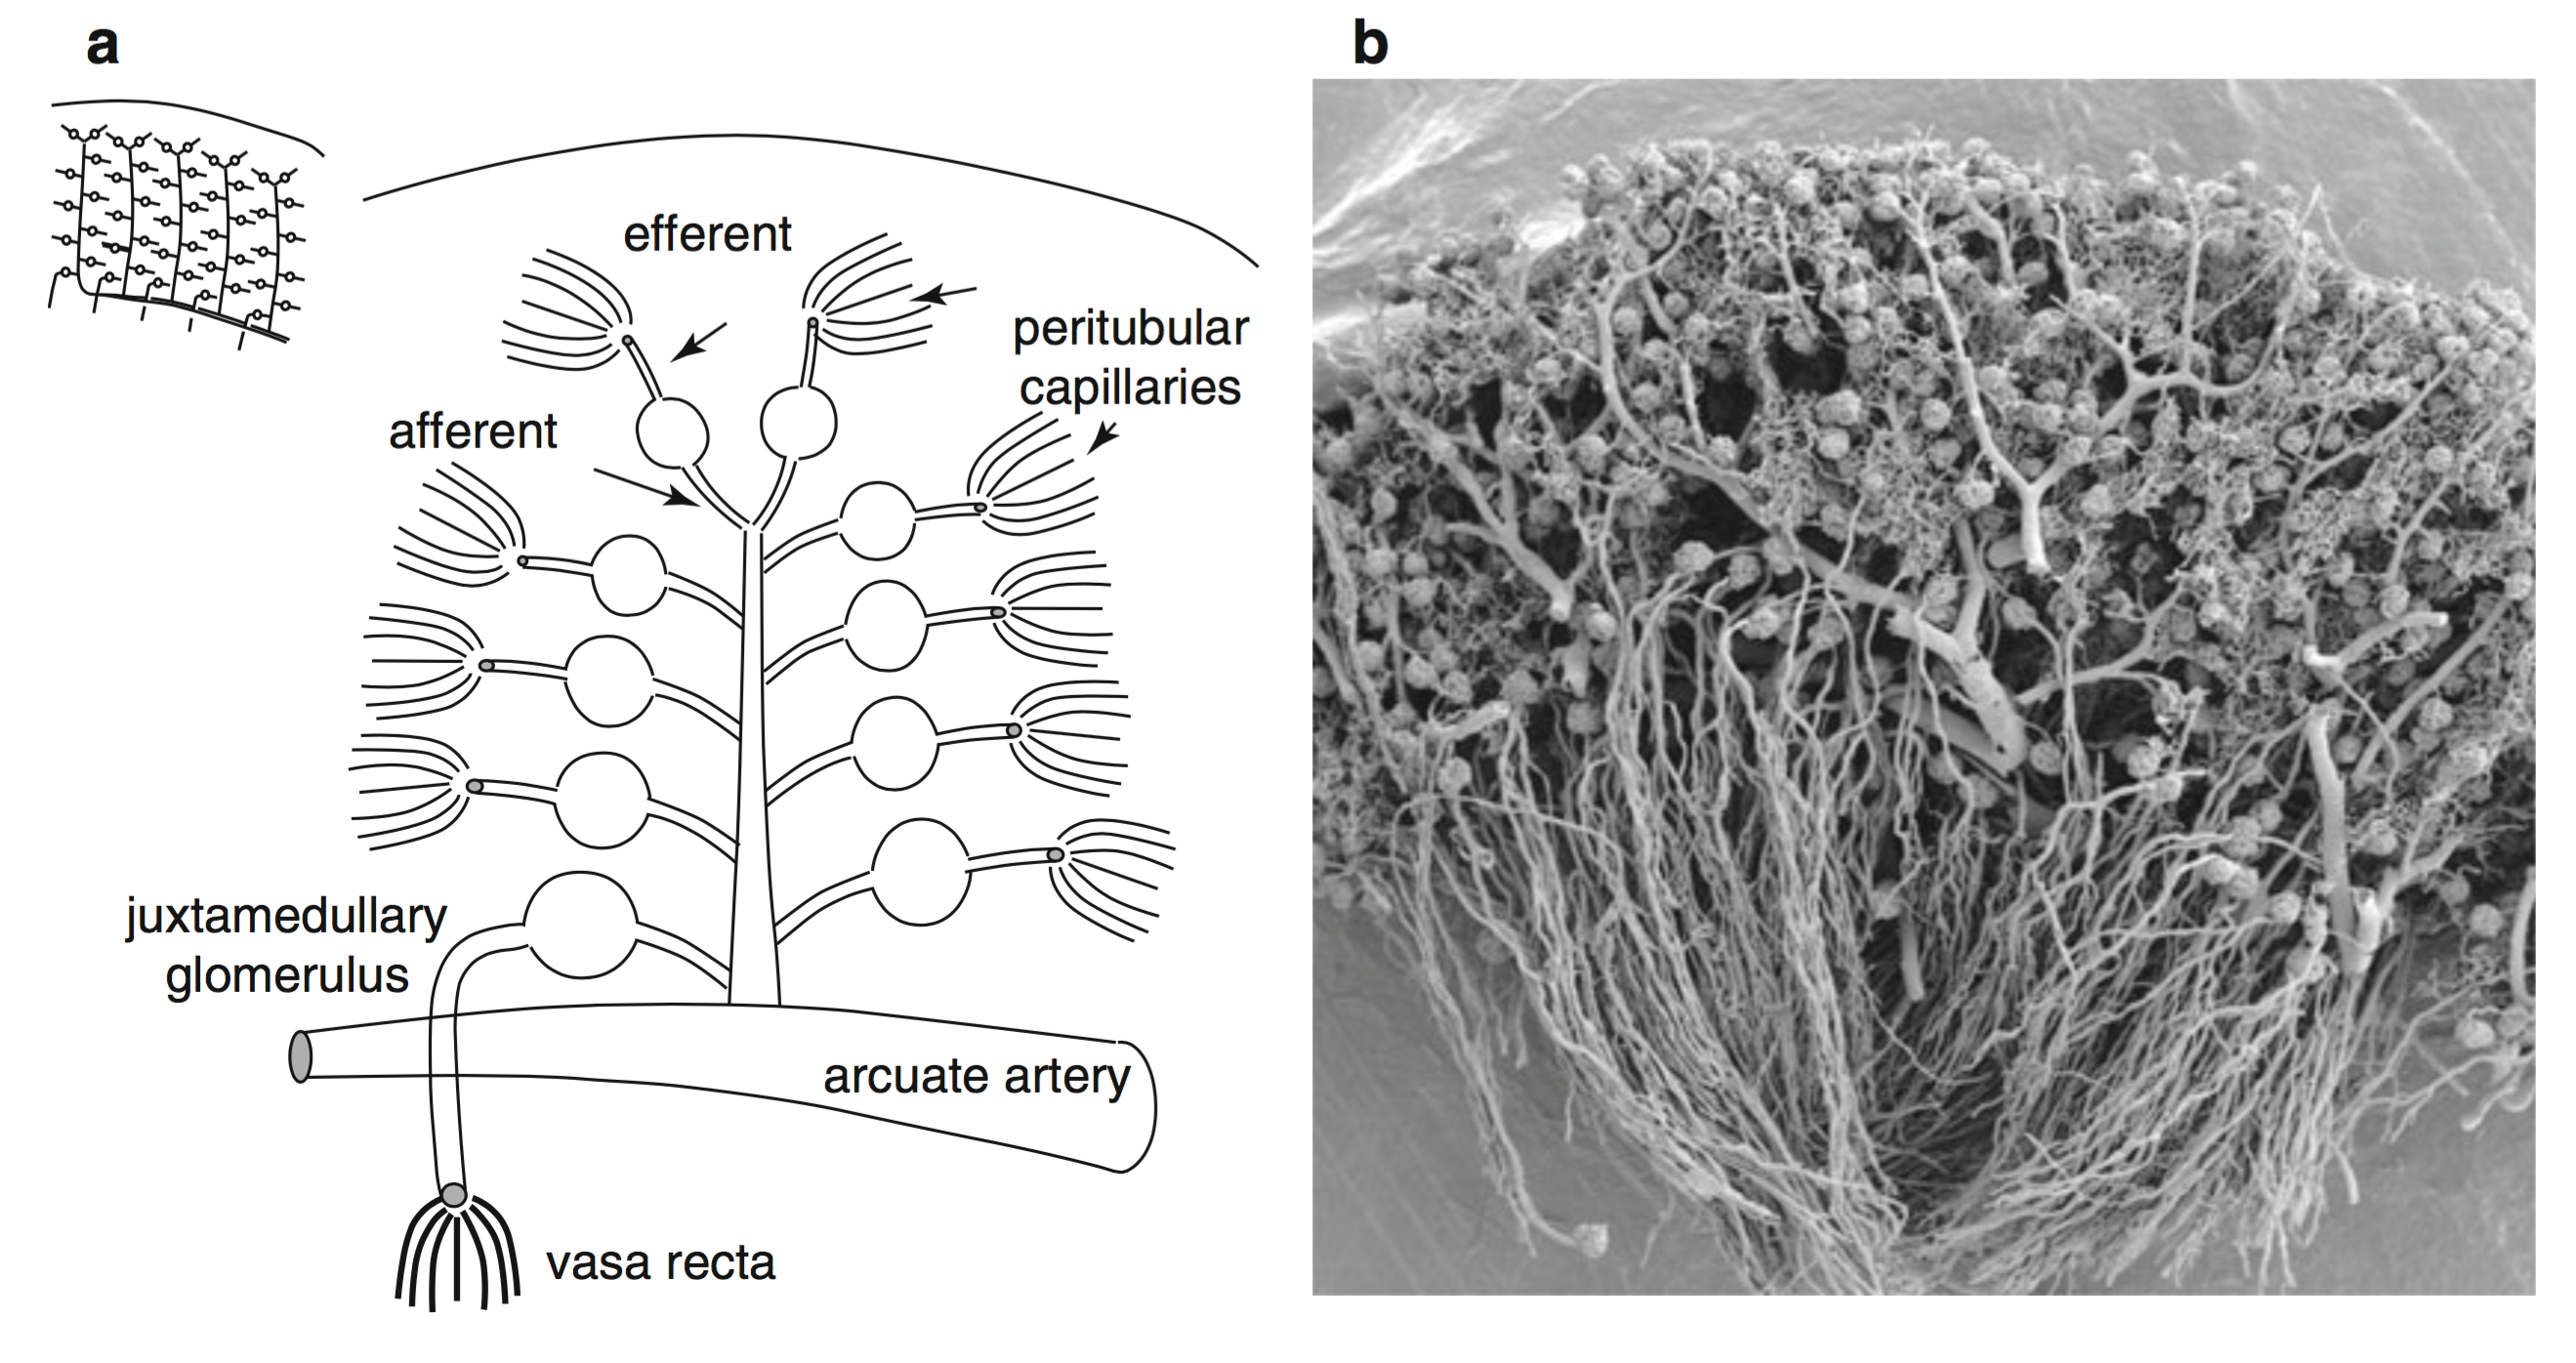 a
b
efferent
peritubular
capillaries
afferent
juxtamedullary
glomerulus
arcuate artery
vasa recta